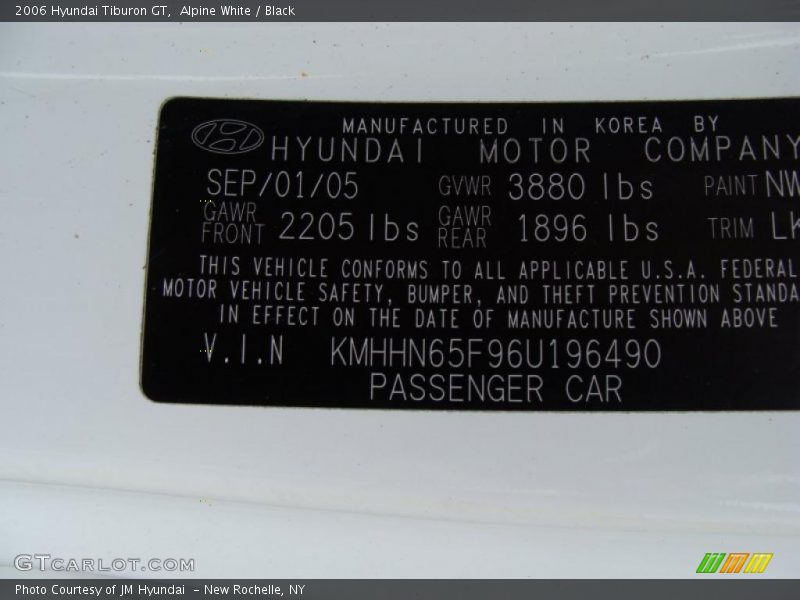 2006 Hyundai Tiburon GT, Alpine White / Black
MANUFACTURED IN KOREA BY
HYUNDAI MOTOR COMPANY
SEP/01/05 GVWR 3880 lbs PAINT NW
GAWR FRONT 2205 lbs GAWR REAR 1896 lbs TRIM LK
THIS VEHICLE CONFORMS TO ALL APPLICABLE U.S.A. FEDERAL
MOTOR VEHICLE SAFETY, BUMPER, AND THEFT PREVENTION STANDA
IN EFFECT ON THE DATE OF MANUFACTURE SHOWN ABOVE
V.I.N KMHHN65F96U196490
PASSENGER CAR
GTCARLOT.COM
Photo Courtesy of JM Hyundai - New Rochelle, NY